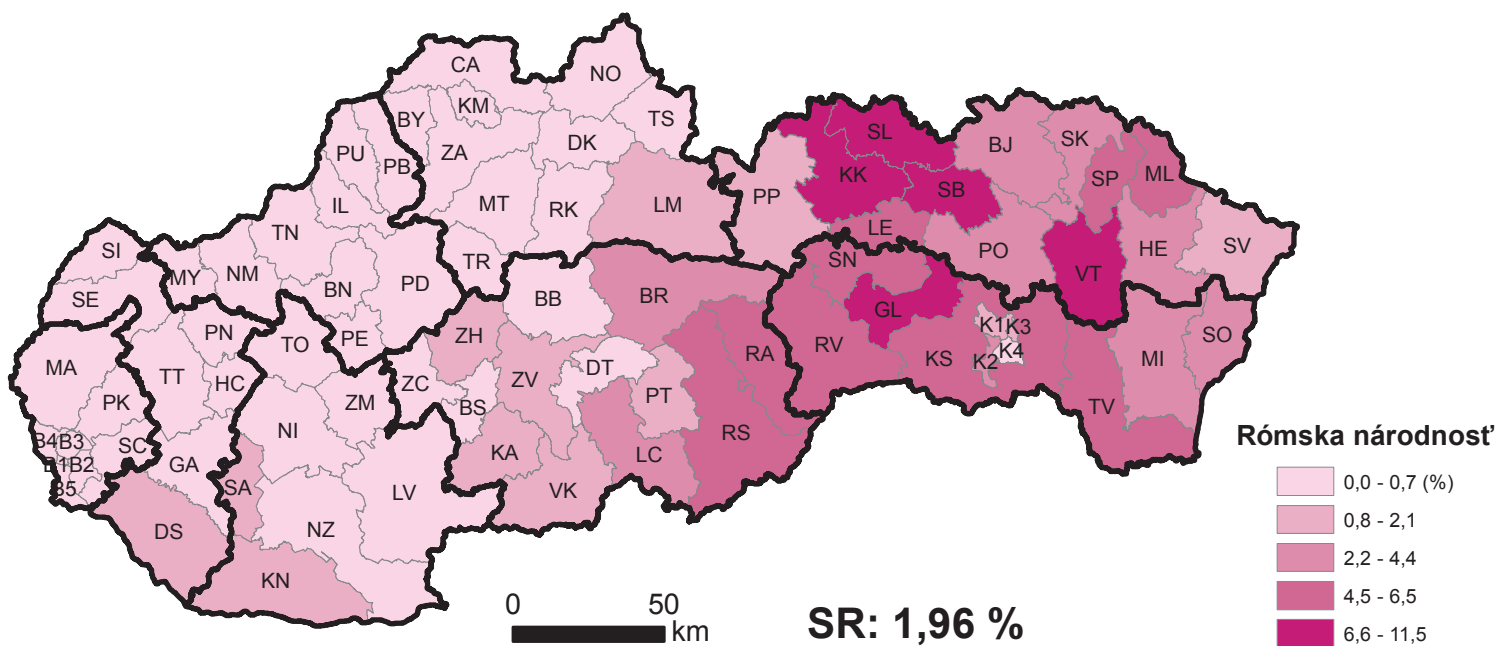 CA
NO
KM
BY
TS
ZA
DK
PU
PB
SL
BJ
SK
KK
SB
SP
ML
PP
MT
RK
LM
IL
LE
TN
SI
PO
HE
SV
TR
SN
VT
MY
NM
BN
PD
SE
BB
BR
GL
K1
K3
PN
PE
ZH
TO
RV
KS
K2
K4
MI
SO
MA
TT
HC
ZC
ZV
DT
RA
PK
ZM
BS
PT
TV
B4
B3
SC
NI
RS
B1
B2
GA
KA
LC
B5
SA
LV
VK
DS
NZ
KN
Rómska národnosť
0,0 - 0,7 (%)
0,8 - 2,1
2,2 - 4,4
4,5 - 6,5
6,6 - 11,5
0 50
km
SR: 1,96 %